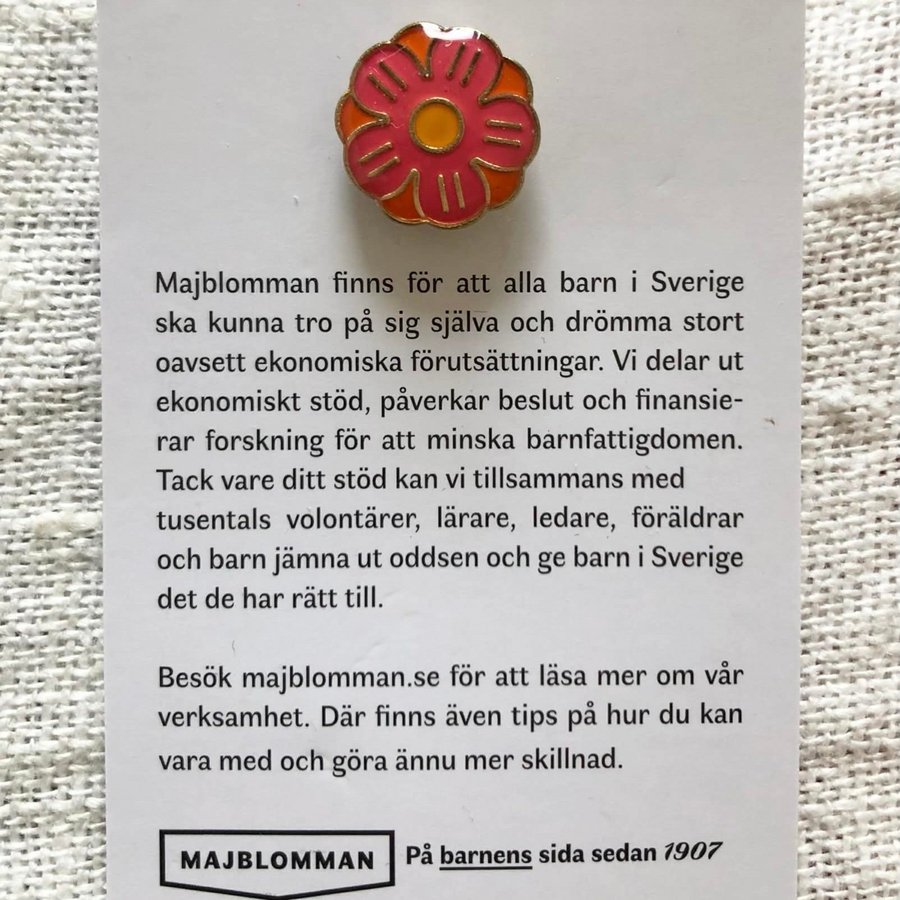 Majblomman finns för att alla barn i Sverige
ska kunna tro på sig själva och drömma stort
oavsett ekonomiska förutsättningar. Vi delar ut
ekonomiskt stöd, påverkar beslut och finansie-
rar forskning för att minska barnfattigdomen.
Tack vare ditt stöd kan vi tillsammans med
tusentals volontärer, lärare, ledare, föräldrar
och barn jämna ut oddsen och ge barn i Sverige
det de har rätt till.
Besök majblomman.se för att läsa mer om vår
verksamhet. Där finns även tips på hur du kan
vara med och göra ännu mer skillnad.
MAJBLOMMAN På barnens sida sedan 1907